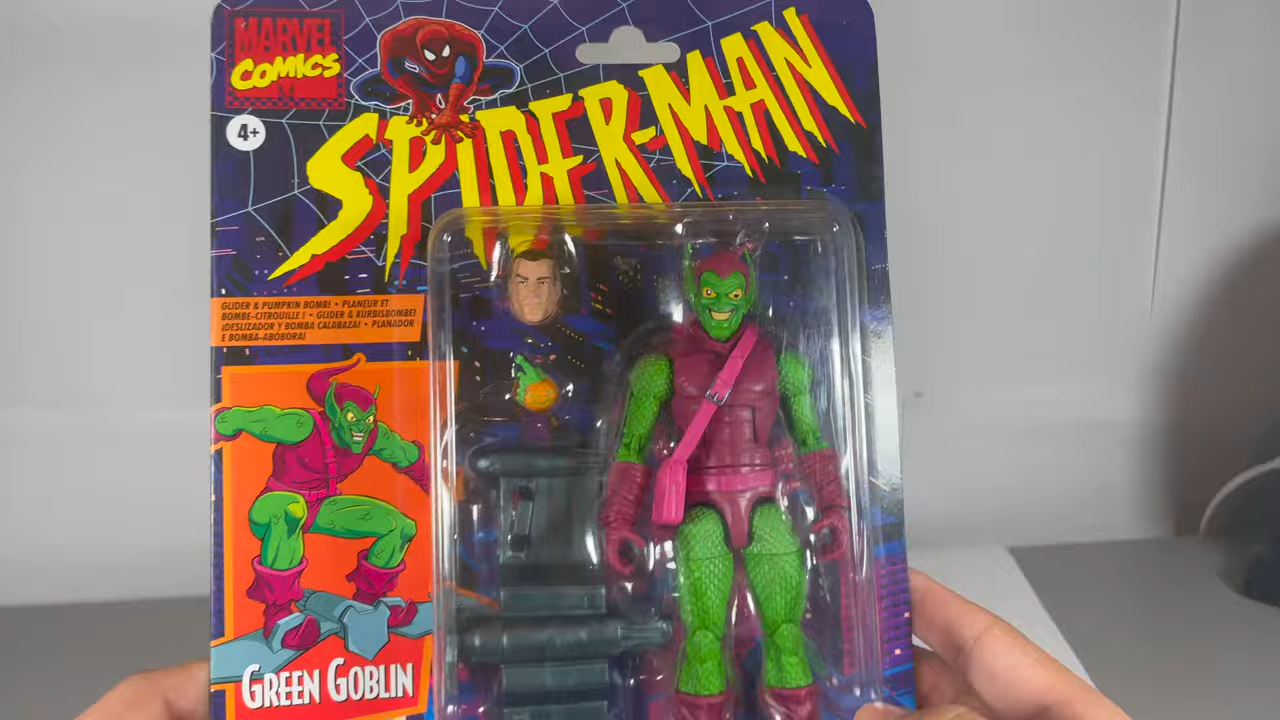 MARVEL
COMICS
SPIDER-MAN
4+
GLIDER & PUMPKIN BOMB! • PLANEUR ET
BOMBE-CITROUILLE ! • GLIDER & KÜRBISBOMBE!
¡DESLIZADOR Y BOMBA CALABAZA! • PLANADOR
E BOMBA-ABÓBORA!
GREEN GOBLIN